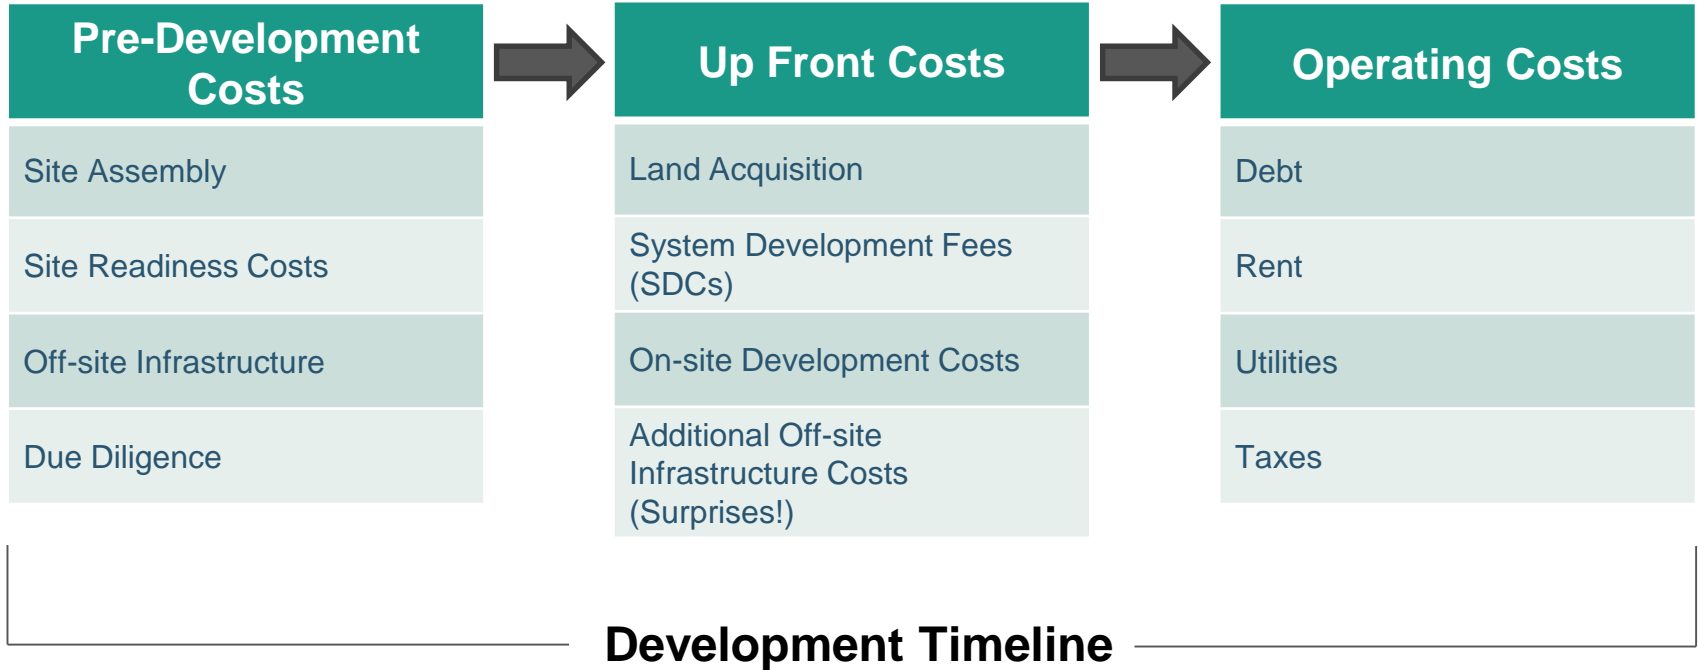 Pre-Development
Costs
Site Assembly
Site Readiness Costs
Off-site Infrastructure
Due Diligence
Up Front Costs
Land Acquisition
System Development Fees
(SDCs)
On-site Development Costs
Additional Off-site
Infrastructure Costs
(Surprises!)
Operating Costs
Debt
Rent
Utilities
Taxes
Development Timeline